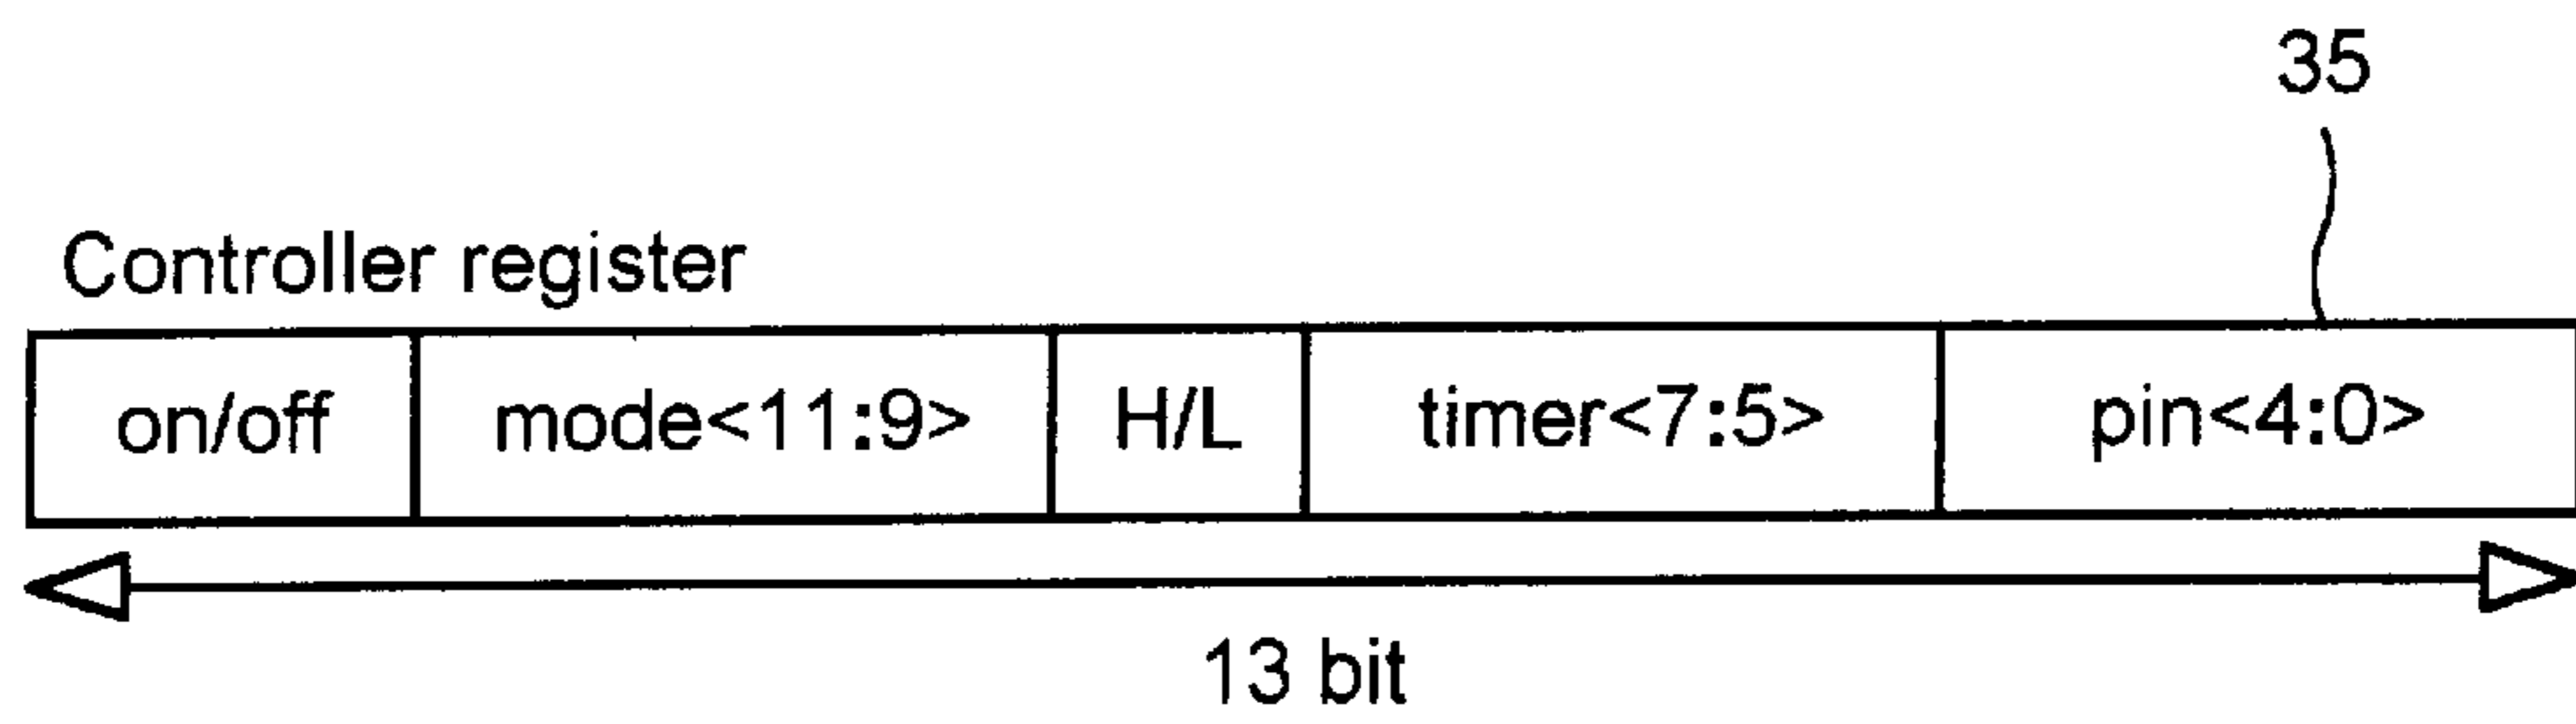 35
Controller register
on/off mode<11:9> H/L timer<7:5> pin<4:0>
13 bit